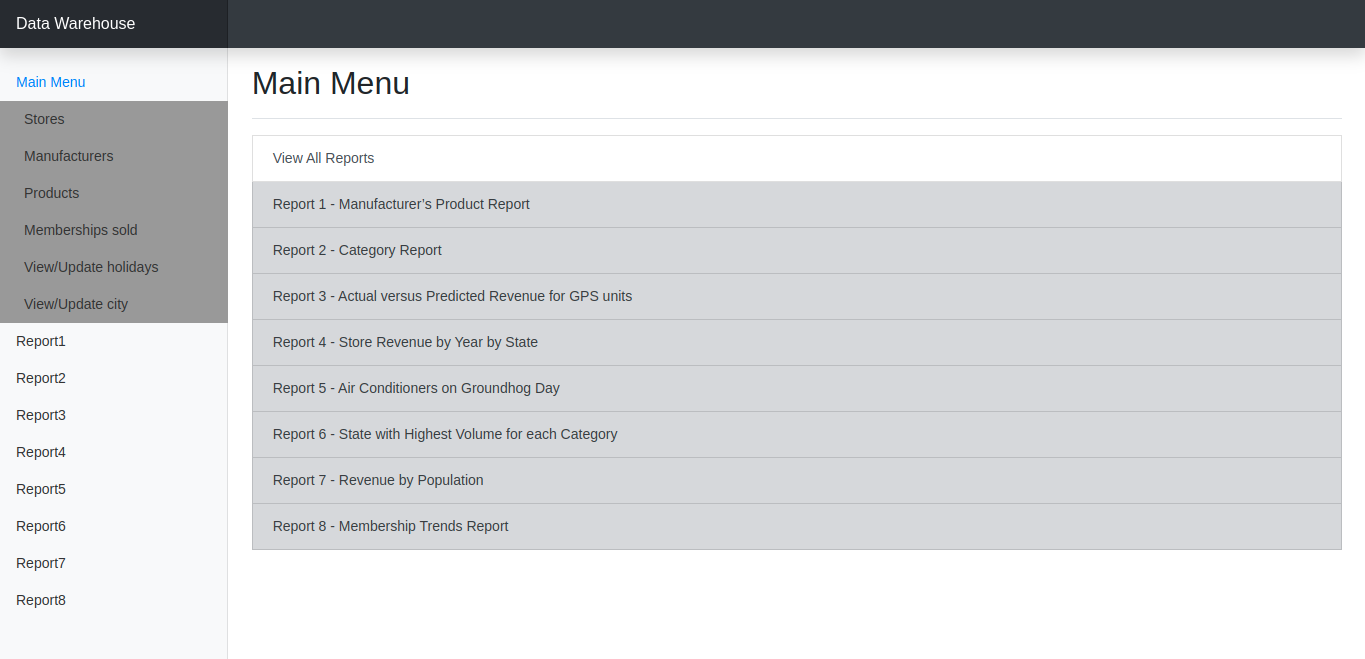 Data Warehouse
Main Menu
Stores
Manufacturers
Products
Memberships sold
View/Update holidays
View/Update city
Report1
Report2
Report3
Report4
Report5
Report6
Report7
Report8
Main Menu
View All Reports
Report 1 - Manufacturer’s Product Report
Report 2 - Category Report
Report 3 - Actual versus Predicted Revenue for GPS units
Report 4 - Store Revenue by Year by State
Report 5 - Air Conditioners on Groundhog Day
Report 6 - State with Highest Volume for each Category
Report 7 - Revenue by Population
Report 8 - Membership Trends Report